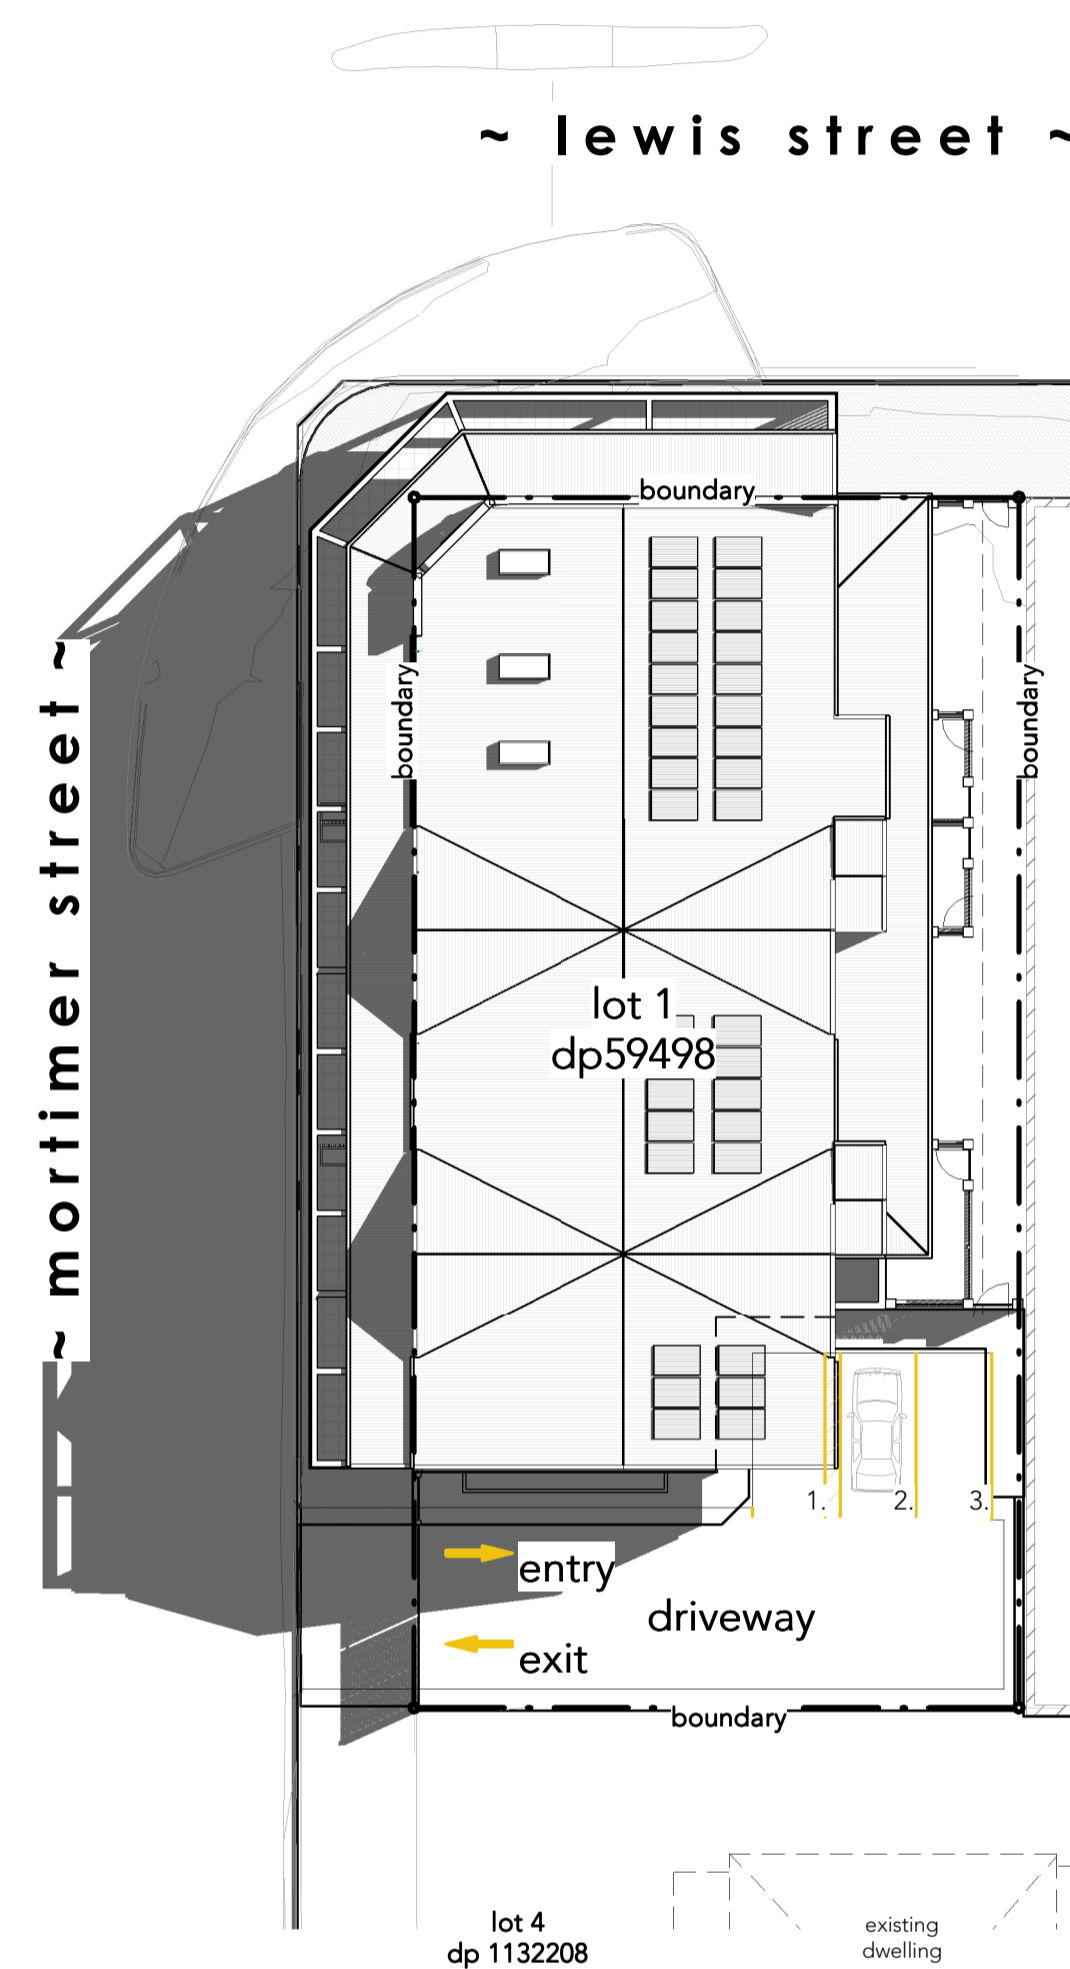 ~ lewis street ~
boundary
boundary
boundary
~ mortimer street ~
lot 1
dp59498
1.
2.
3.
entry
driveway
exit
boundary
lot 4
dp 1132208
existing
dwelling